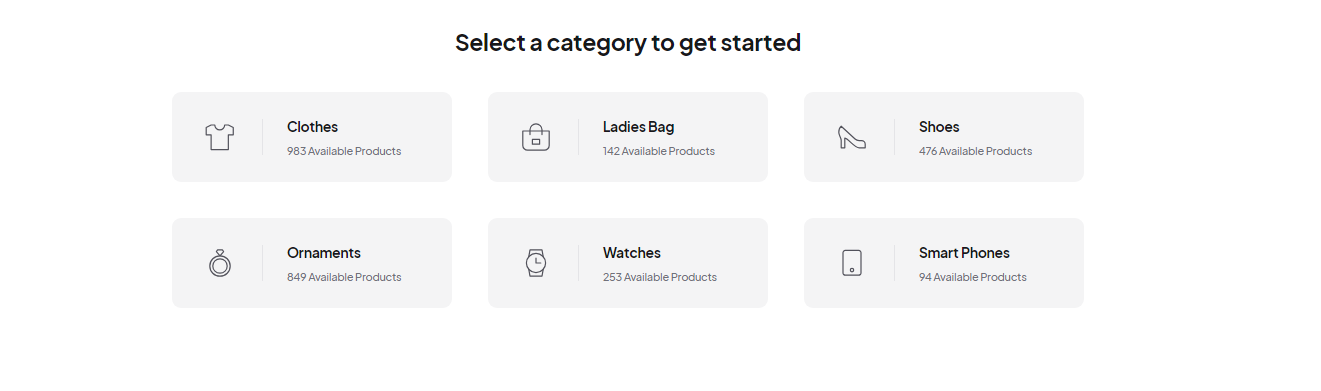 Select a category to get started
Clothes
983 Available Products
Ladies Bag
142 Available Products
Shoes
476 Available Products
Ornaments
849 Available Products
Watches
253 Available Products
Smart Phones
94 Available Products